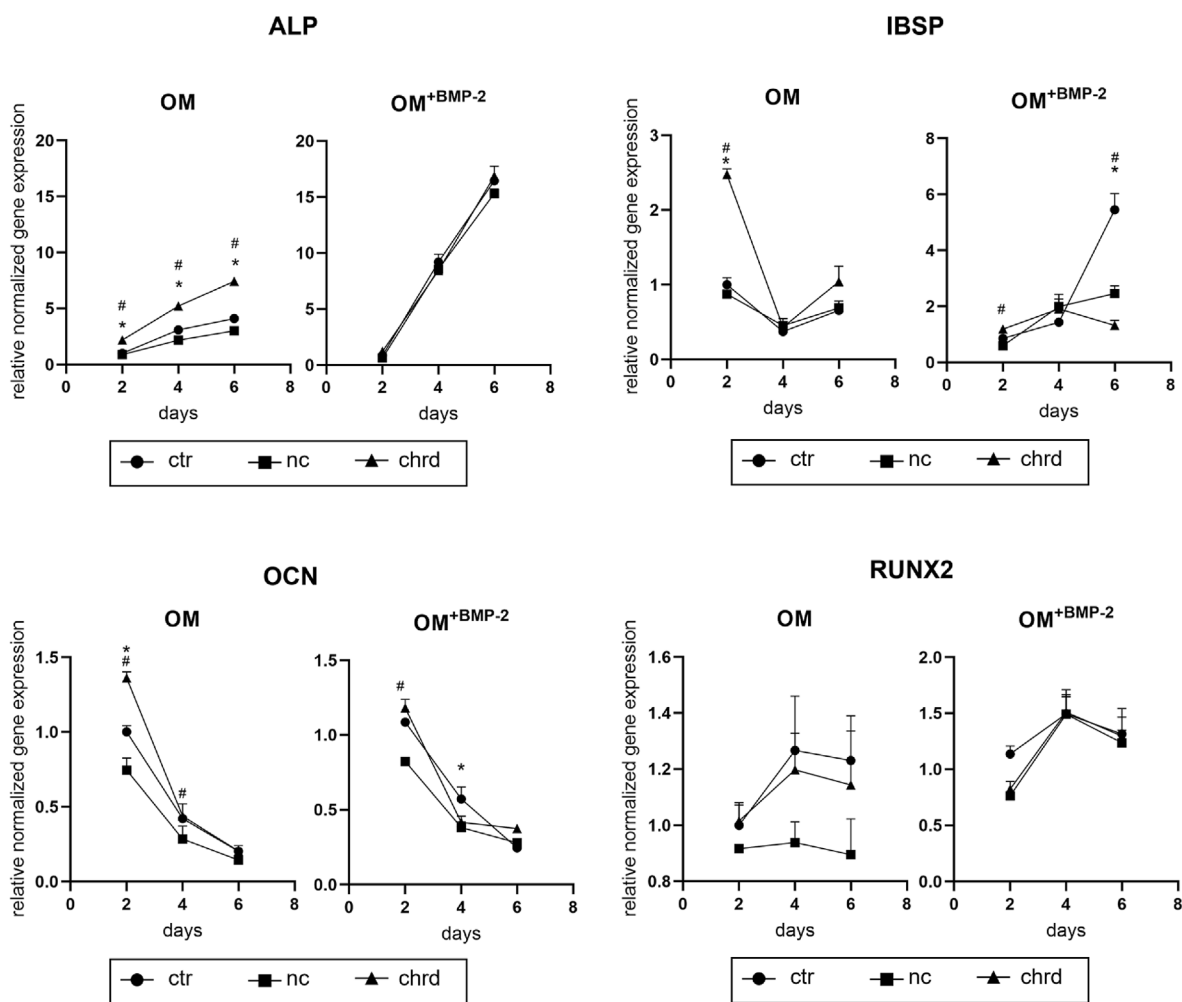 ALP
OM
OM+BMP-2
relative normalized gene expression
20
15
10
5
0
0 2 4 6 8
days
# # #
* * *
20
15
10
5
0
0 2 4 6 8
days
ctr nc chrd
IBSP
OM
OM+BMP-2
relative normalized gene expression
3
2
1
0
0 2 4 6 8
days
#
*
8
6
4
2
0
0 2 4 6 8
days
#
#
*
ctr nc chrd
OCN
OM
OM+BMP-2
relative normalized gene expression
1.5
1.0
0.5
0.0
0 2 4 6 8
days
*
#
#
1.5
1.0
0.5
0.0
0 2 4 6 8
days
#
*
ctr nc chrd
RUNX2
OM
OM+BMP-2
relative normalized gene expression
1.6
1.4
1.2
1.0
0.8
0 2 4 6 8
days
2.0
1.5
1.0
0.5
0.0
0 2 4 6 8
days
ctr nc chrd